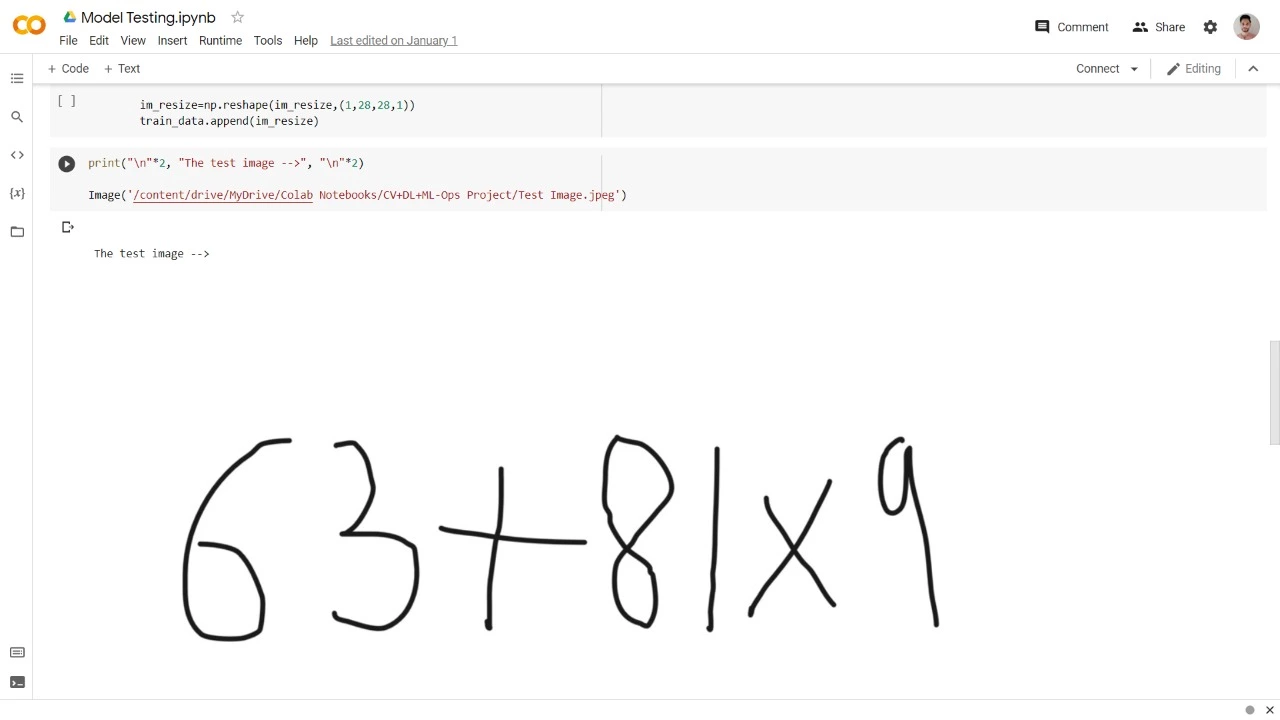 Model Testing.ipynb
Comment
Share
File Edit View Insert Runtime Tools Help Last edited on January 1
+ Code + Text
Connect
Editing
[ ]
im_resize=np.reshape(im_resize,(1,28,28,1))
train_data.append(im_resize)
print("\n"*2, "The test image -->", "\n"*2)
Image('/content/drive/MyDrive/Colab Notebooks/CV+DL+ML-Ops Project/Test Image.jpeg')
{x}
The test image -->
63+81x9